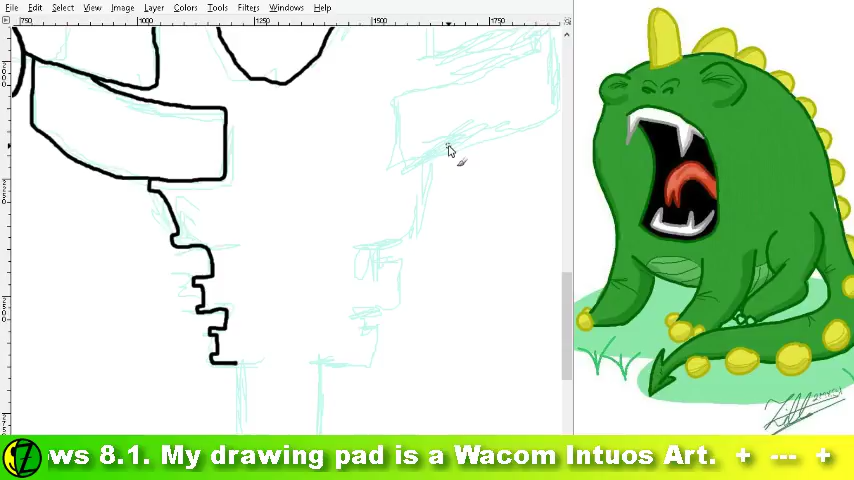 File Edit Select View Image Layer Colors Tools Filters Windows Help
750 1000 1250 1500 1750
ows 8.1. My drawing pad is a Wacom Intuos Art. + --- +